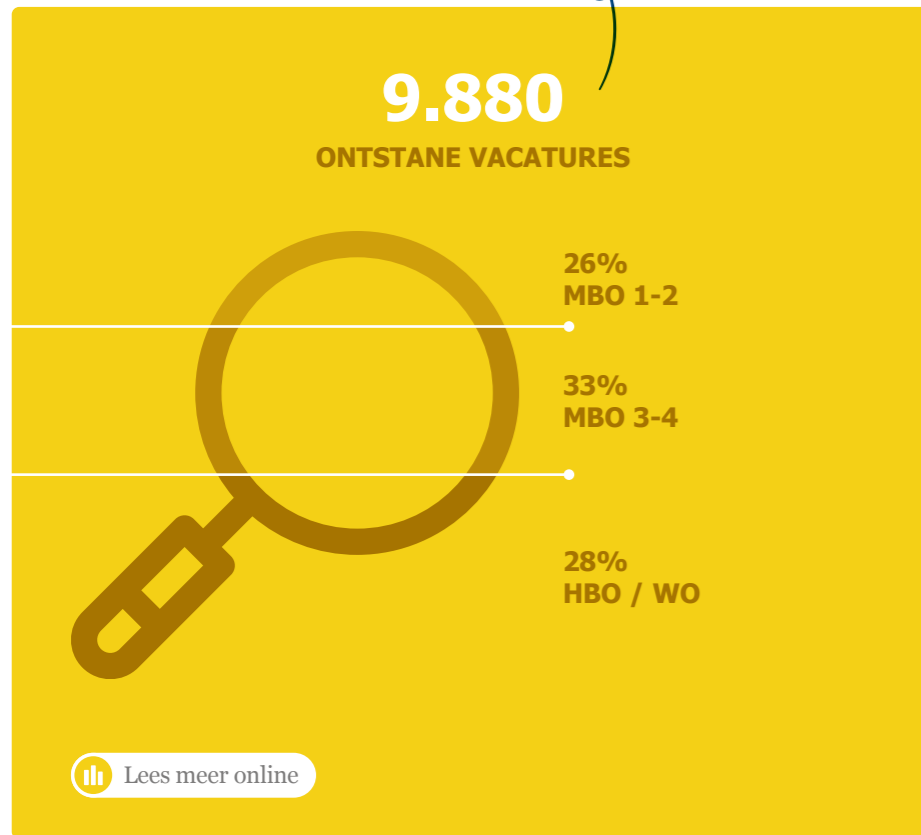 9.880
ONTSTANE VACATURES
26%
MBO 1-2
33%
MBO 3-4
28%
HBO / WO
Lees meer online